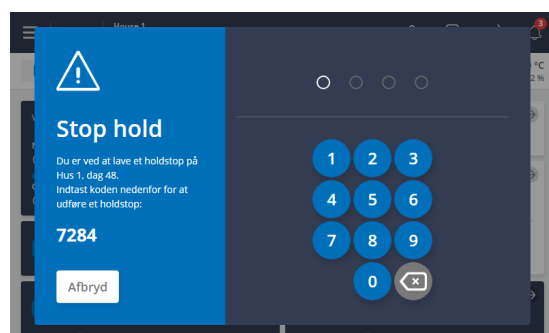 House 1
3
°C
2 %
Stop hold
Du er ved at lave et holdstop på
Hus 1, dag 48.
Indtast koden nedenfor for at
udføre et holdstop:
7284
Afbryd
1 2 3
4 5 6
7 8 9
0